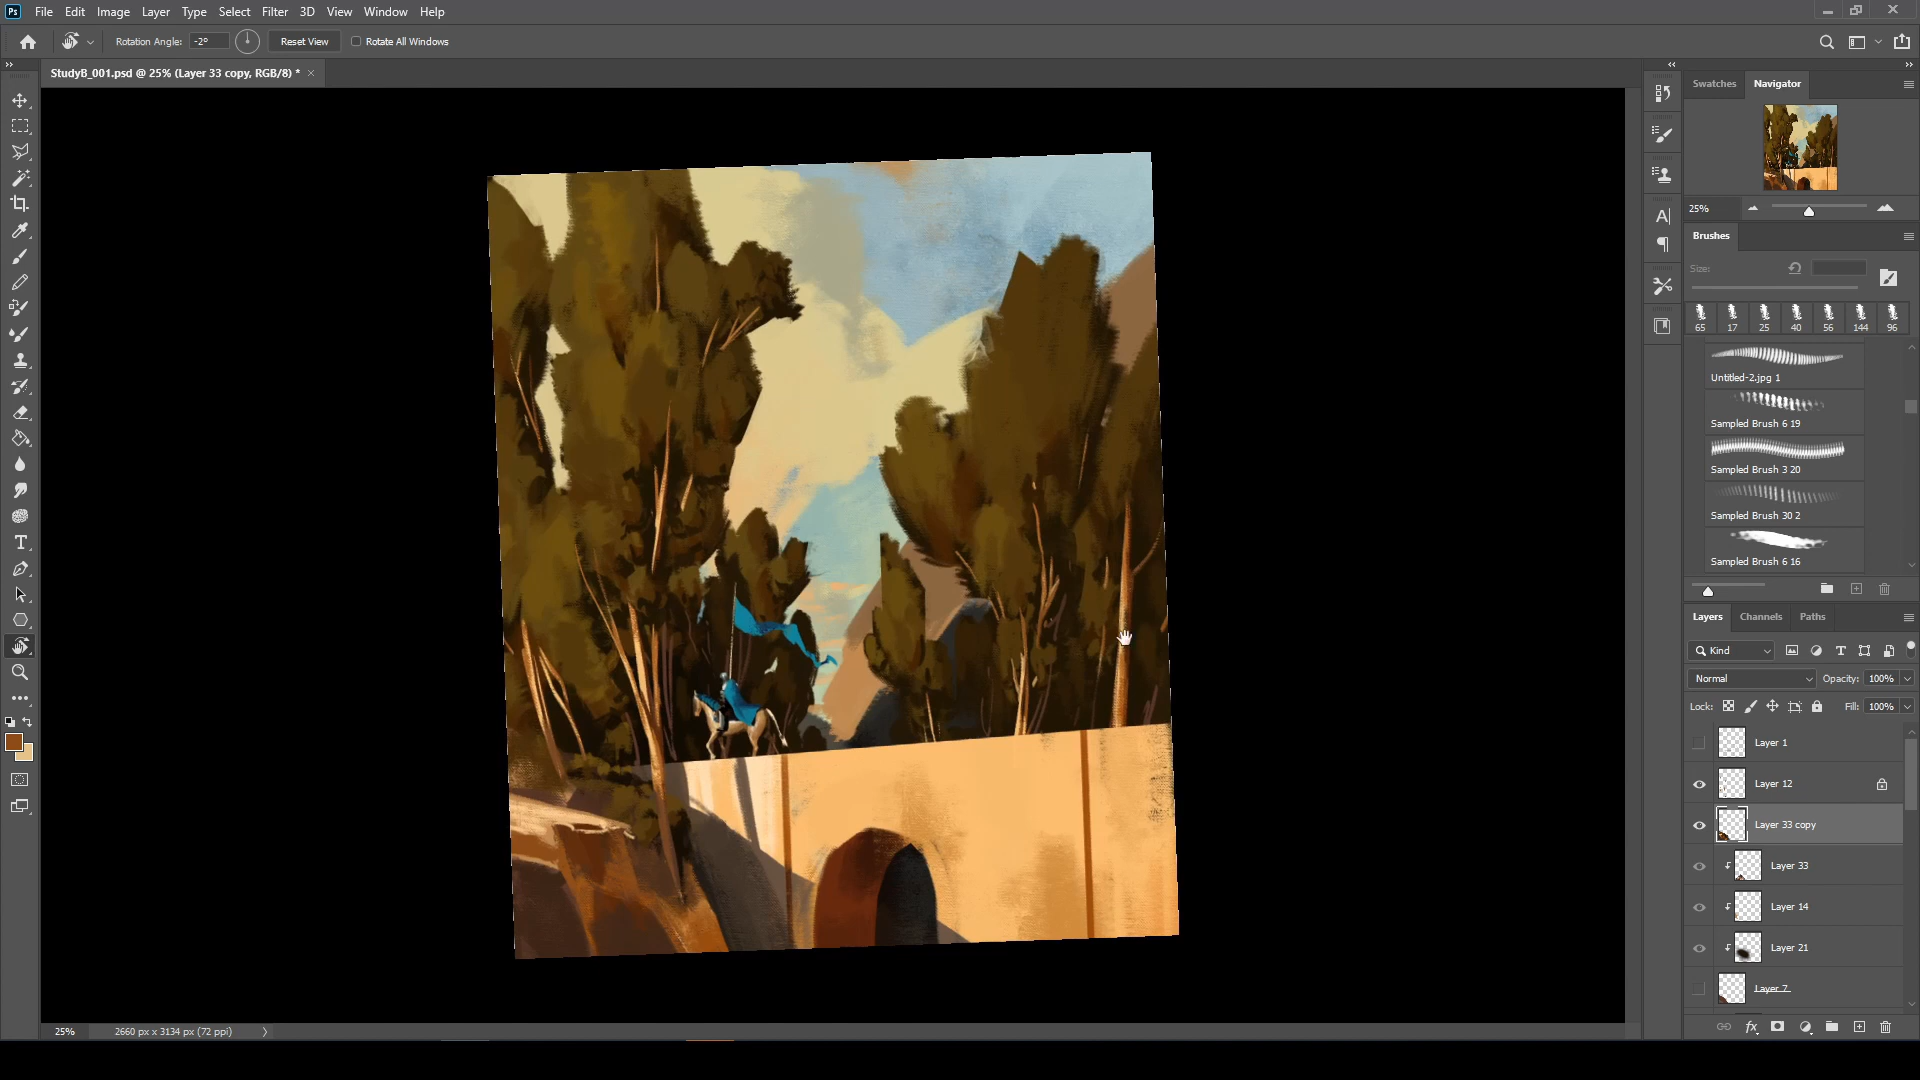 Ps File Edit Image Layer Type Select Filter 3D View Window Help
Rotation Angle: -2° Reset View Rotate All Windows
StudyB_001.psd @ 25% (Layer 33 copy, RGB/8) *
Swatches Navigator
25%
Brushes
Size:
65 17 25 40 56 144 96
Untitled-2.jpg 1
Sampled Brush 6 19
Sampled Brush 3 20
Sampled Brush 30 2
Sampled Brush 6 16
Layers Channels Paths
Kind
Normal Opacity: 100%
Lock: Fill: 100%
Layer 1
Layer 12
Layer 33 copy
Layer 33
Layer 14
Layer 21
Layer 7
25% 2660 px x 3134 px (72 ppi)